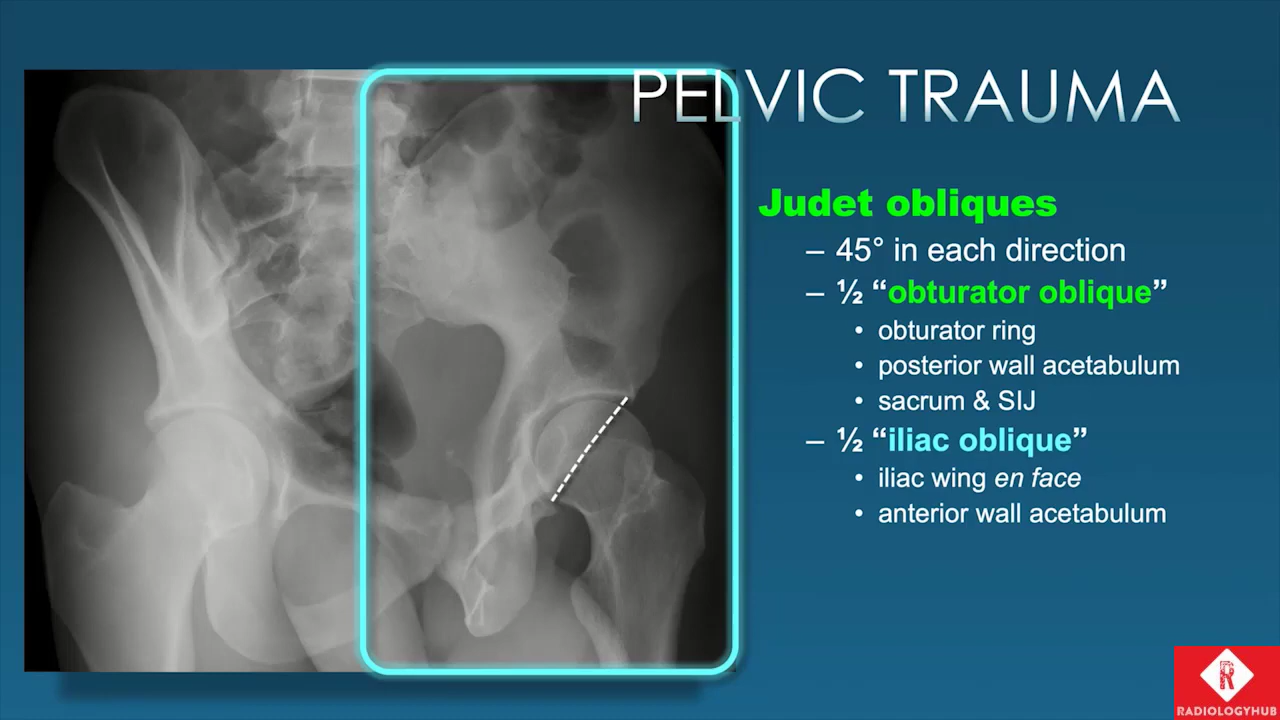 PELVIC TRAUMA
Judet obliques
– 45° in each direction
– ½ “obturator oblique”
• obturator ring
• posterior wall acetabulum
• sacrum & SIJ
– ½ “iliac oblique”
• iliac wing en face
• anterior wall acetabulum
R
RADIOLOGYHUB